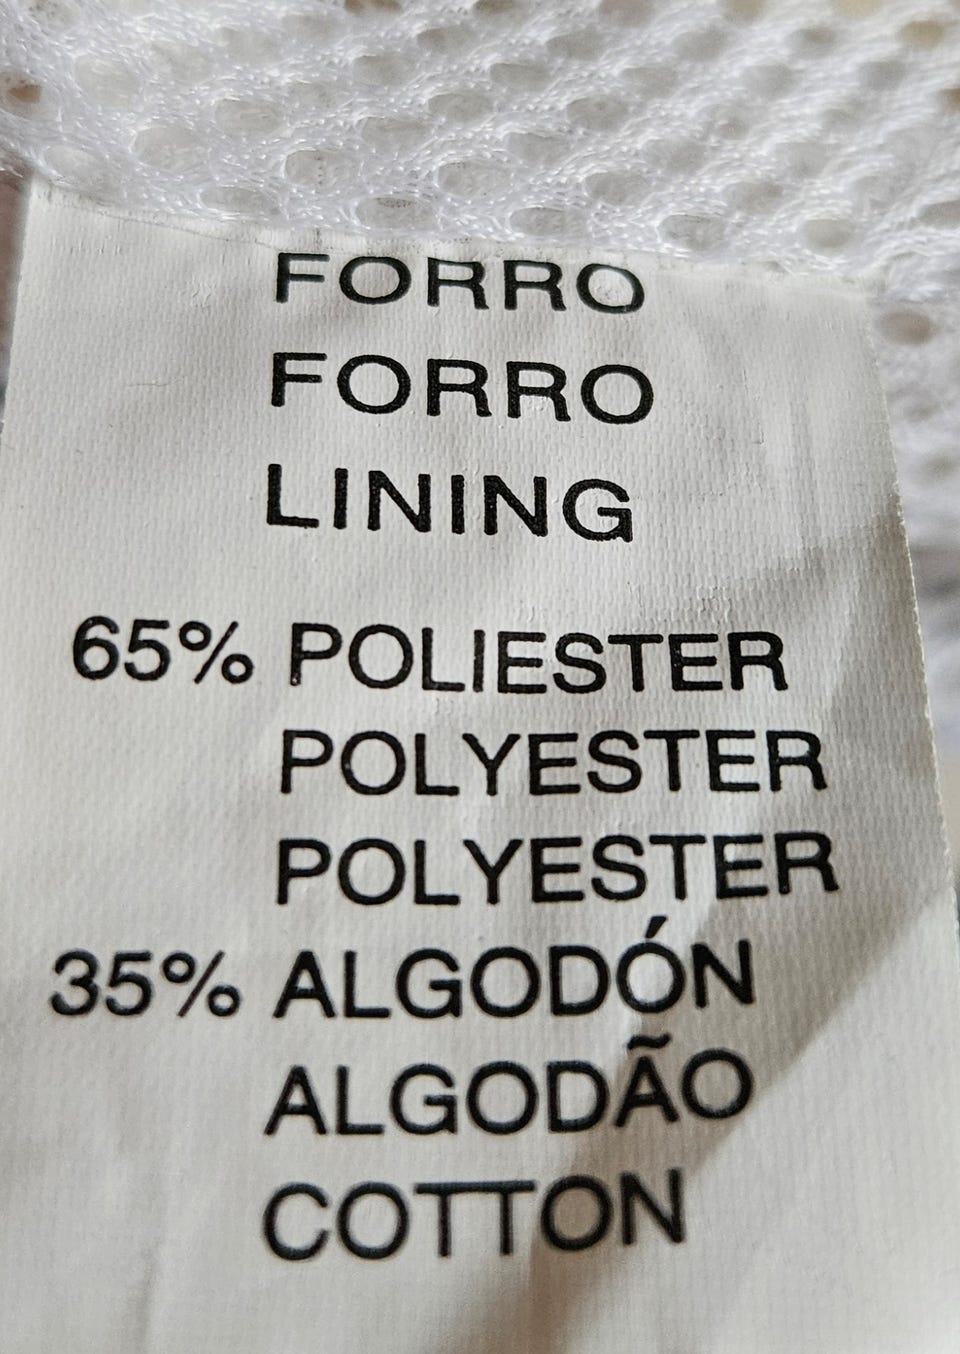 FORRO
FORRO
LINING
65% POLIESTER
POLYESTER
POLYESTER
35% ALGODÓN
ALGODÃO
COTTON